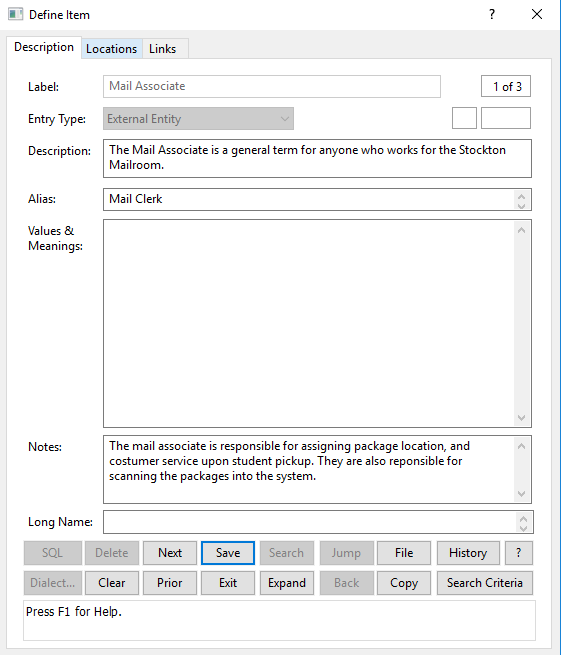 Define Item
?
Description Locations Links
Label: Mail Associate 1 of 3
Entry Type: External Entity
Description: The Mail Associate is a general term for anyone who works for the Stockton
Mailroom.
Alias: Mail Clerk
Values &
Meanings:
Notes: The mail associate is responsible for assigning package location, and
costumer service upon student pickup. They are also reponsible for
scanning the packages into the system.
Long Name:
SQL Delete Next Save Search Jump File History ?
Dialect... Clear Prior Exit Expand Back Copy Search Criteria
Press F1 for Help.